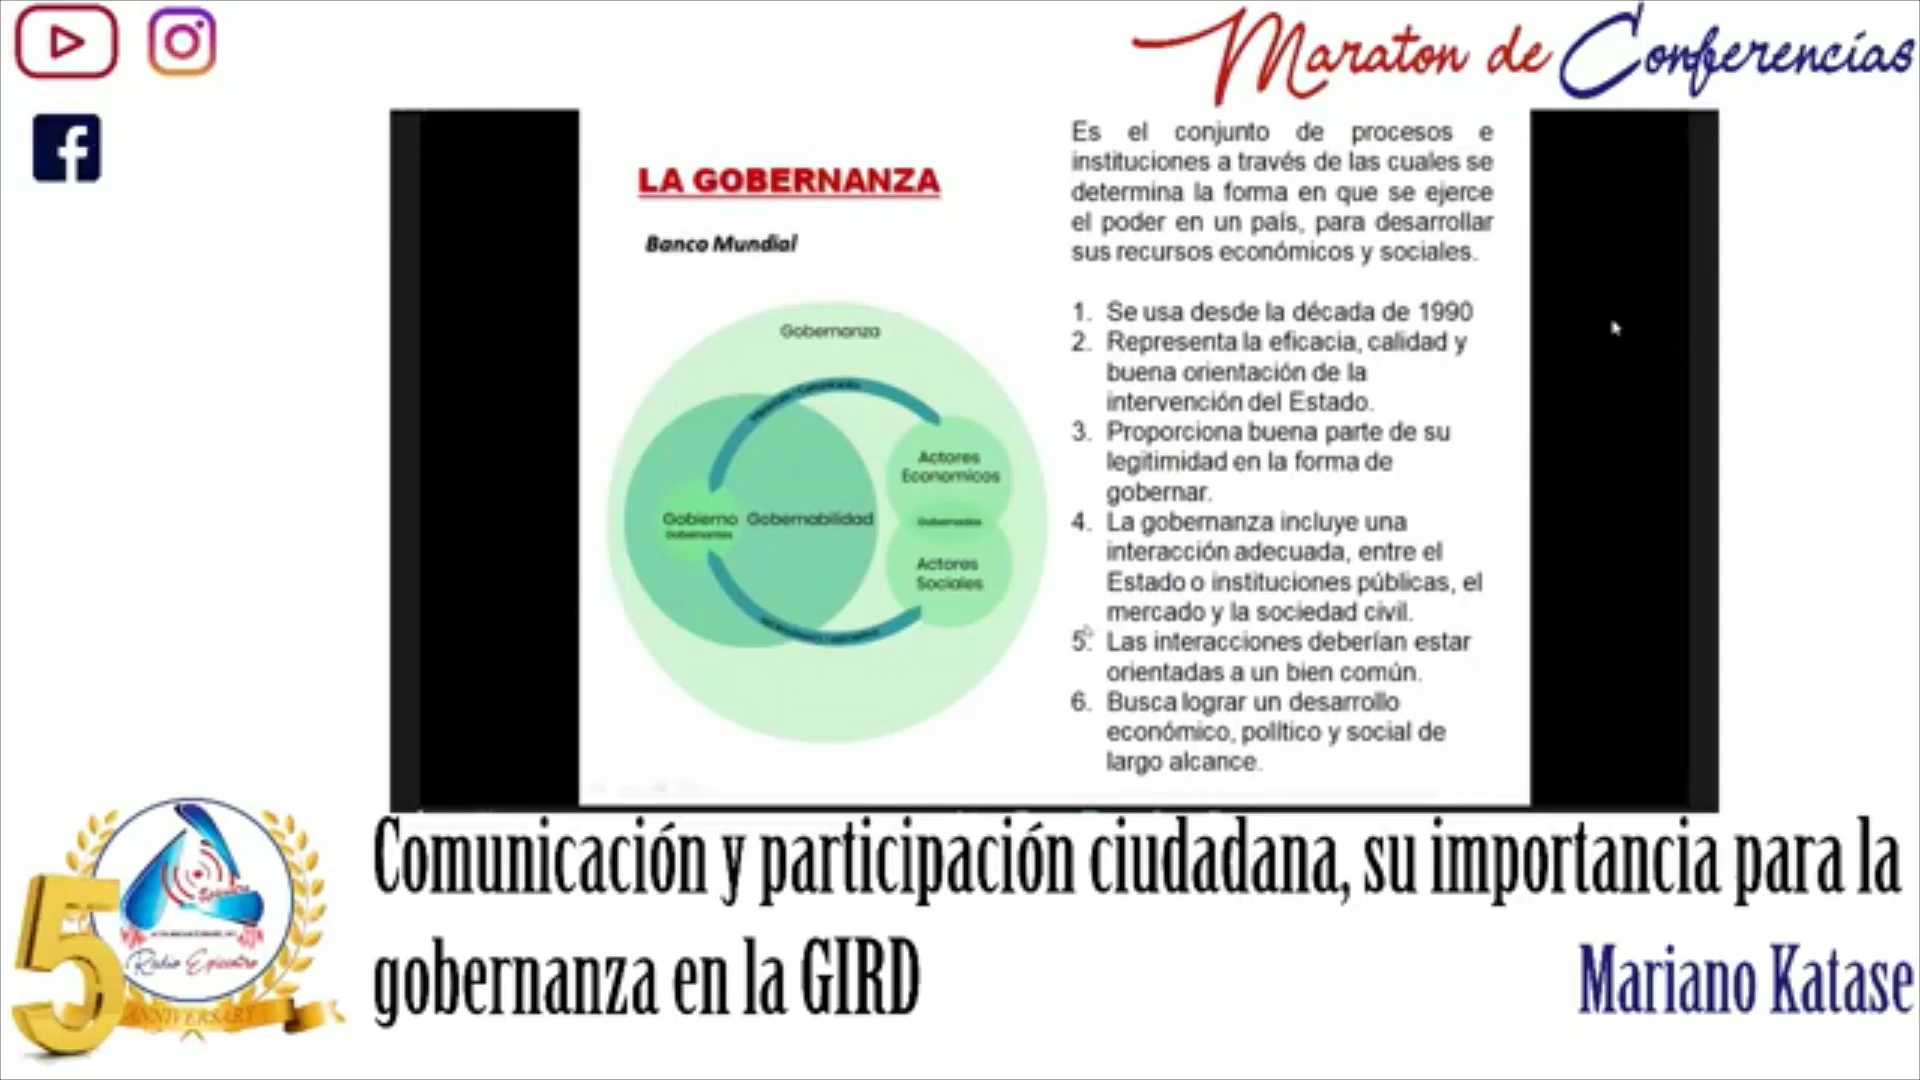 Maraton de Conferencías
LA GOBERNANZA
Banco Mundial
Gobernanza
Actores
Economicos
Gobierno
Gobernantes
Gobernabilidad
Gobernados
Actores
Sociales
Es el conjunto de procesos e
instituciones a través de las cuales se
determina la forma en que se ejerce
el poder en un país, para desarrollar
sus recursos económicos y sociales.
1. Se usa desde la década de 1990
2. Representa la eficacia, calidad y
buena orientación de la
intervención del Estado.
3. Proporciona buena parte de su
legitimidad en la forma de
gobernar.
4. La gobernanza incluye una
interacción adecuada, entre el
Estado o instituciones públicas, el
mercado y la sociedad civil.
5. Las interacciones deberían estar
orientadas a un bien común.
6. Busca lograr un desarrollo
económico, político y social de
largo alcance.
5
Radio Epicentro
ANNIVERSARY
Comunicación y participación ciudadana, su importancia para la
gobernanza en la GIRD
Mariano Katase